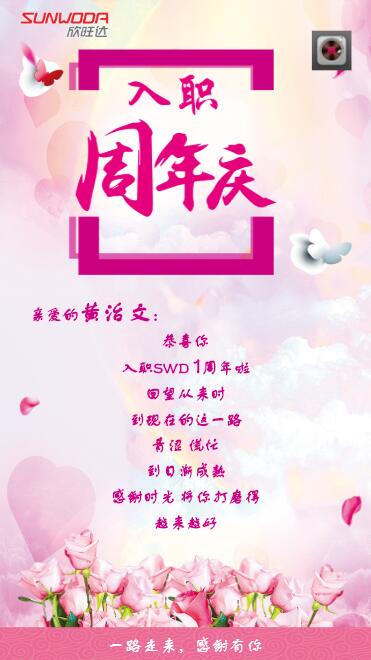 SUNWODA
欣旺达
入职
周年庆
亲爱的黄治文：
恭喜你
入职SWD 1周年啦
回望从来时
到现在的这一路
青涩 慌忙
到日渐成熟
感谢时光 将你打磨得
越来越好
一路走来，感谢有你